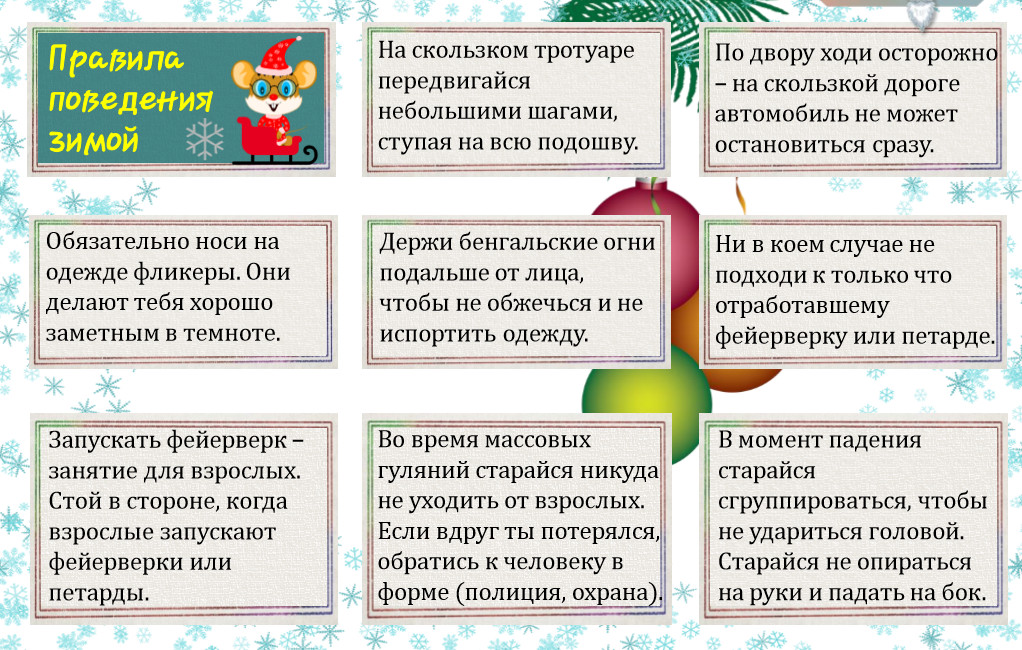 Правила
поведения
зимой
На скользком тротуаре
передвигайся
небольшими шагами,
ступая на всю подошву.
По двору ходи осторожно
– на скользкой дороге
автомобиль не может
остановиться сразу.
Обязательно носи на
одежде фликеры. Они
делают тебя хорошо
заметным в темноте.
Держи бенгальские огни
подальше от лица,
чтобы не обжечься и не
испортить одежду.
Ни в коем случае не
подходи к только что
отработавшему
фейерверку или петарде.
Запускать фейерверк –
занятие для взрослых.
Стой в стороне, когда
взрослые запускают
фейерверки или
петарды.
Во время массовых
гуляний старайся никуда
не уходить от взрослых.
Если вдруг ты потерялся,
обратись к человеку в
форме (полиция, охрана).
В момент падения
старайся
сгруппироваться, чтобы
не удариться головой.
Старайся не опираться
на руки и падать на бок.